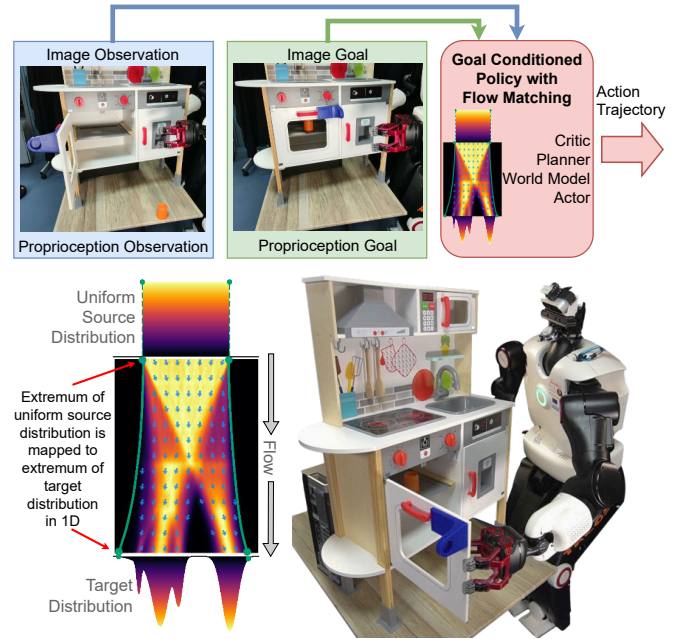 Image Observation
Proprioception Observation
Image Goal
Proprioception Goal
Goal Conditioned
Policy with
Flow Matching
Critic
Planner
World Model
Actor
Action
Trajectory
Uniform
Source
Distribution
Extremum of
uniform source
distribution is
mapped to
extremum of
target
distribution
in 1D
Flow
Target
Distribution